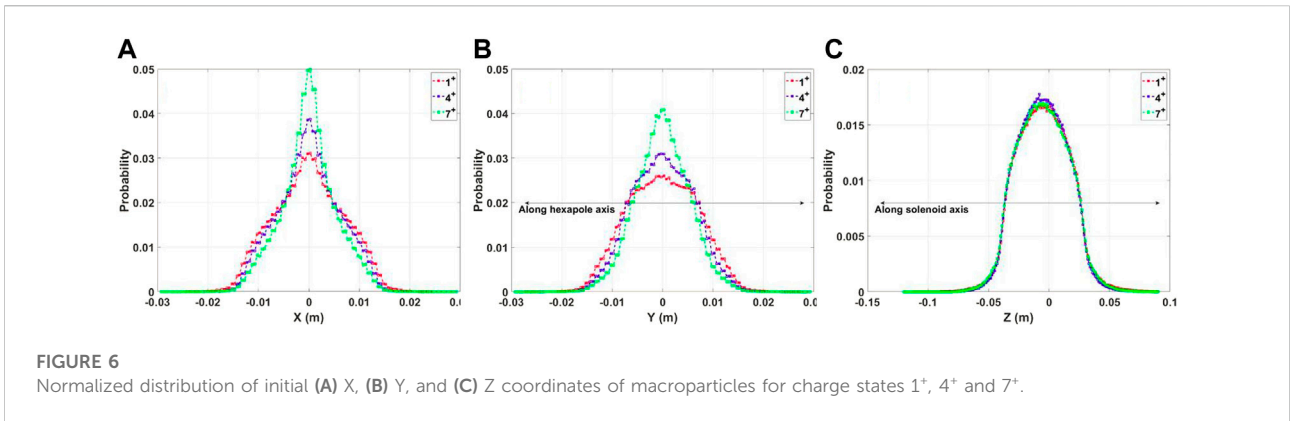 A
0.05
0.04
0.03
0.02
0.01
0
Probability
-0.03 -0.02 -0.01 0 0.01 0.02
X (m)
1+
4+
7+
B
0.05
0.04
0.03
0.02
0.01
0
Probability
Along hexapole axis
-0.03 -0.02 -0.01 0 0.01 0.02
Y (m)
1+
4+
7+
C
0.02
0.015
0.01
0.005
0
Probability
Along solenoid axis
-0.15 -0.1 -0.05 0 0.05 0.1
Z (m)
1+
4+
7+
FIGURE 6
Normalized distribution of initial (A) X, (B) Y, and (C) Z coordinates of macroparticles for charge states 1+, 4+ and 7+.